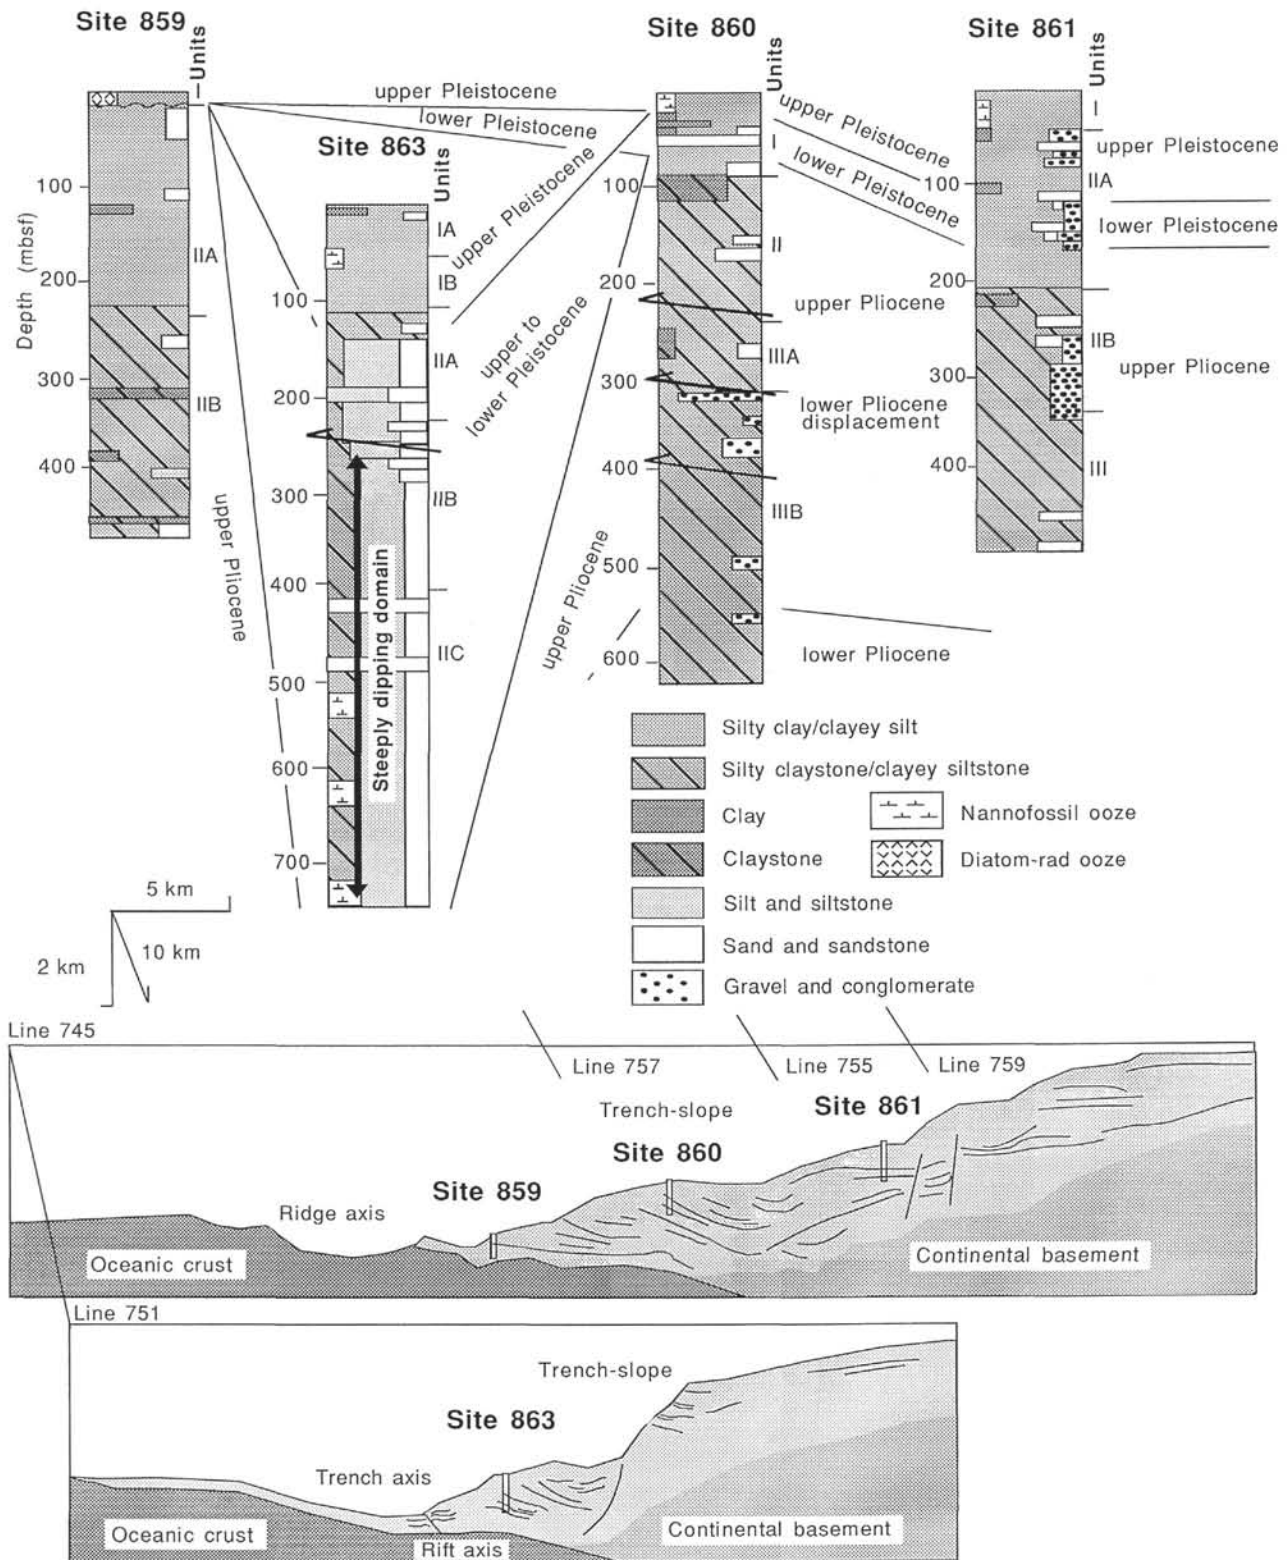 Site 859
Units
I
IIA
IIB
Depth (mbsf)
100
200
300
400
upper Pleistocene
lower Pleistocene
upper Pliocene
Site 863
Units
IA
IB
IIA
IIB
IIC
100
200
300
400
500
600
700
Steeply dipping domain
upper Pleistocene
upper to
lower Pleistocene
upper Pliocene
Site 860
Units
I
II
IIIA
IIIB
100
200
300
400
500
600
upper Pleistocene
lower Pleistocene
upper Pliocene
lower Pliocene
displacement
lower Pliocene
Site 861
Units
I
IIA
IIB
III
100
200
300
400
upper Pleistocene
lower Pleistocene
upper Pliocene
Silty clay/clayey silt
Silty claystone/clayey siltstone
Clay
Claystone
Silt and siltstone
Sand and sandstone
Gravel and conglomerate
Nannofossil ooze
Diatom-rad ooze
5 km
10 km
2 km
Line 745
Line 757
Line 755
Line 759
Trench-slope
Site 861
Site 860
Site 859
Ridge axis
Oceanic crust
Continental basement
Line 751
Trench-slope
Site 863
Trench axis
Oceanic crust
Continental basement
Rift axis